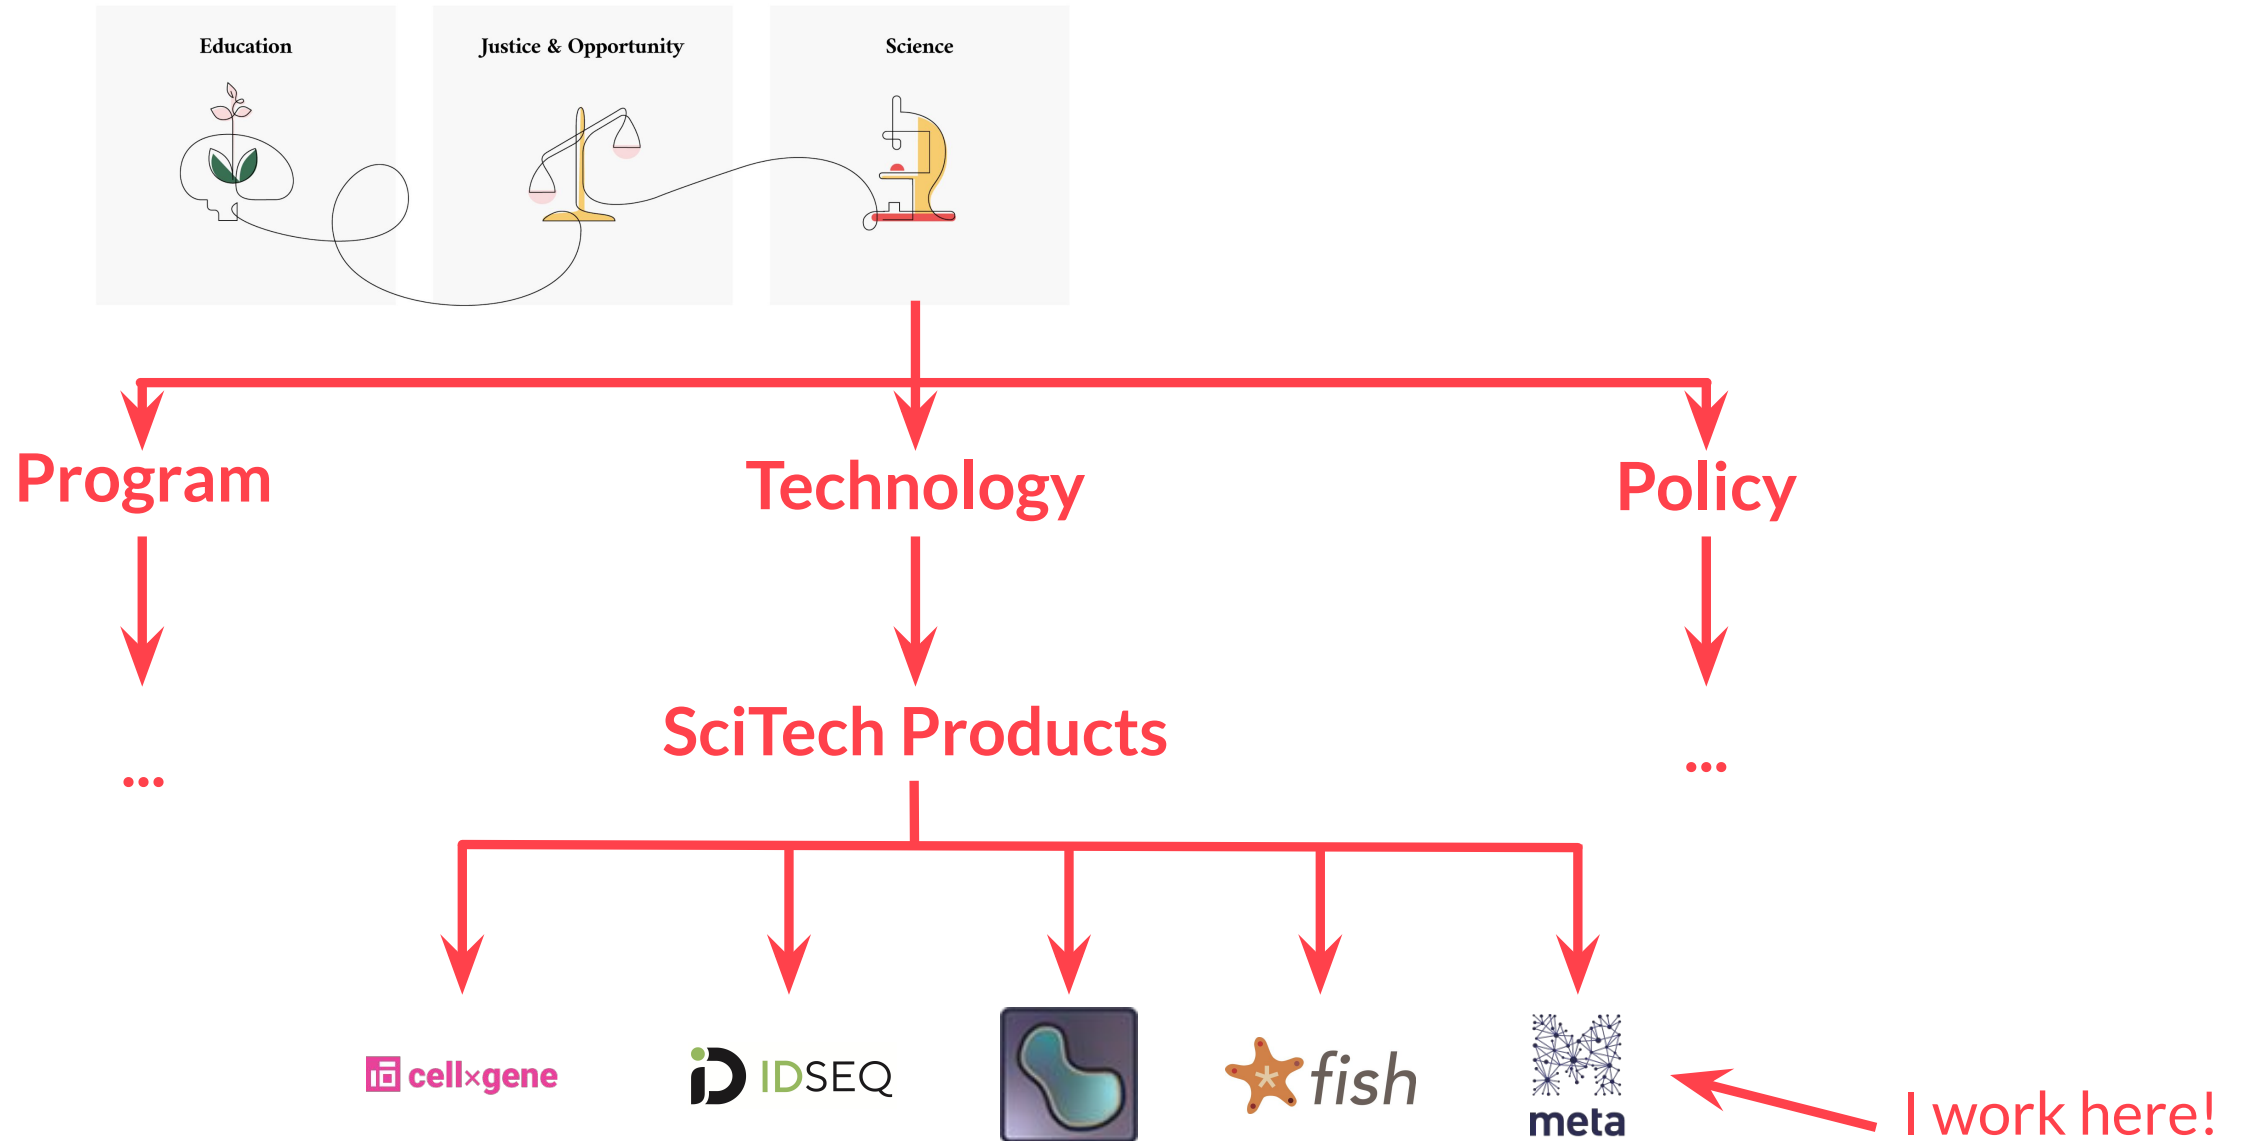 Education
Justice & Opportunity
Science
Program
Technology
Policy
...
SciTech Products
...
cell×gene
IDSEQ
fish
meta
I work here!